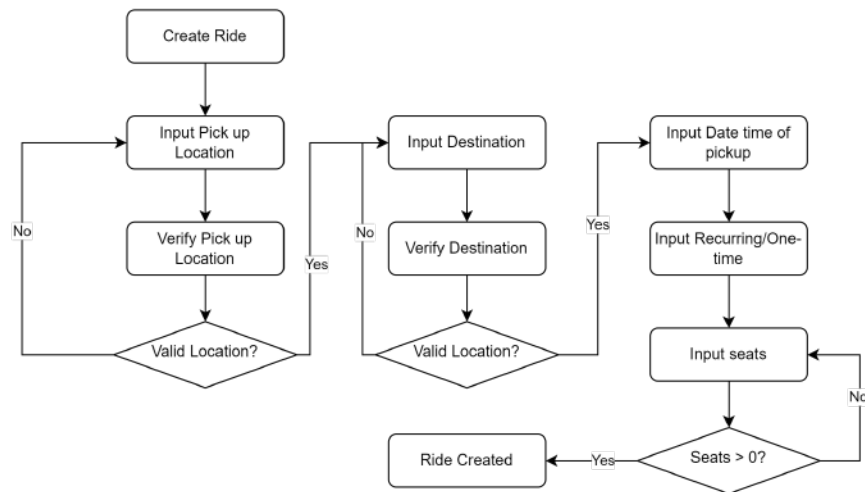 Create Ride
Input Pick up
Location
Verify Pick up
Location
Valid Location?
No
Yes
Input Destination
Verify Destination
Valid Location?
No
Yes
Input Date time of
pickup
Input Recurring/One-
time
Input seats
Seats > 0?
No
Yes
Ride Created